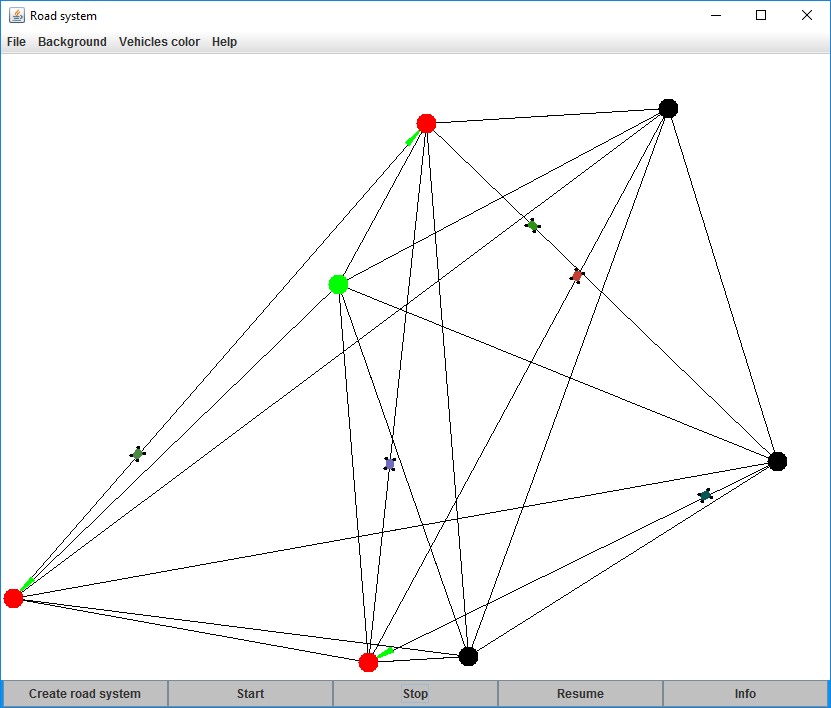 Road system
File Background Vehicles color Help
Create road system Start Stop Resume Info